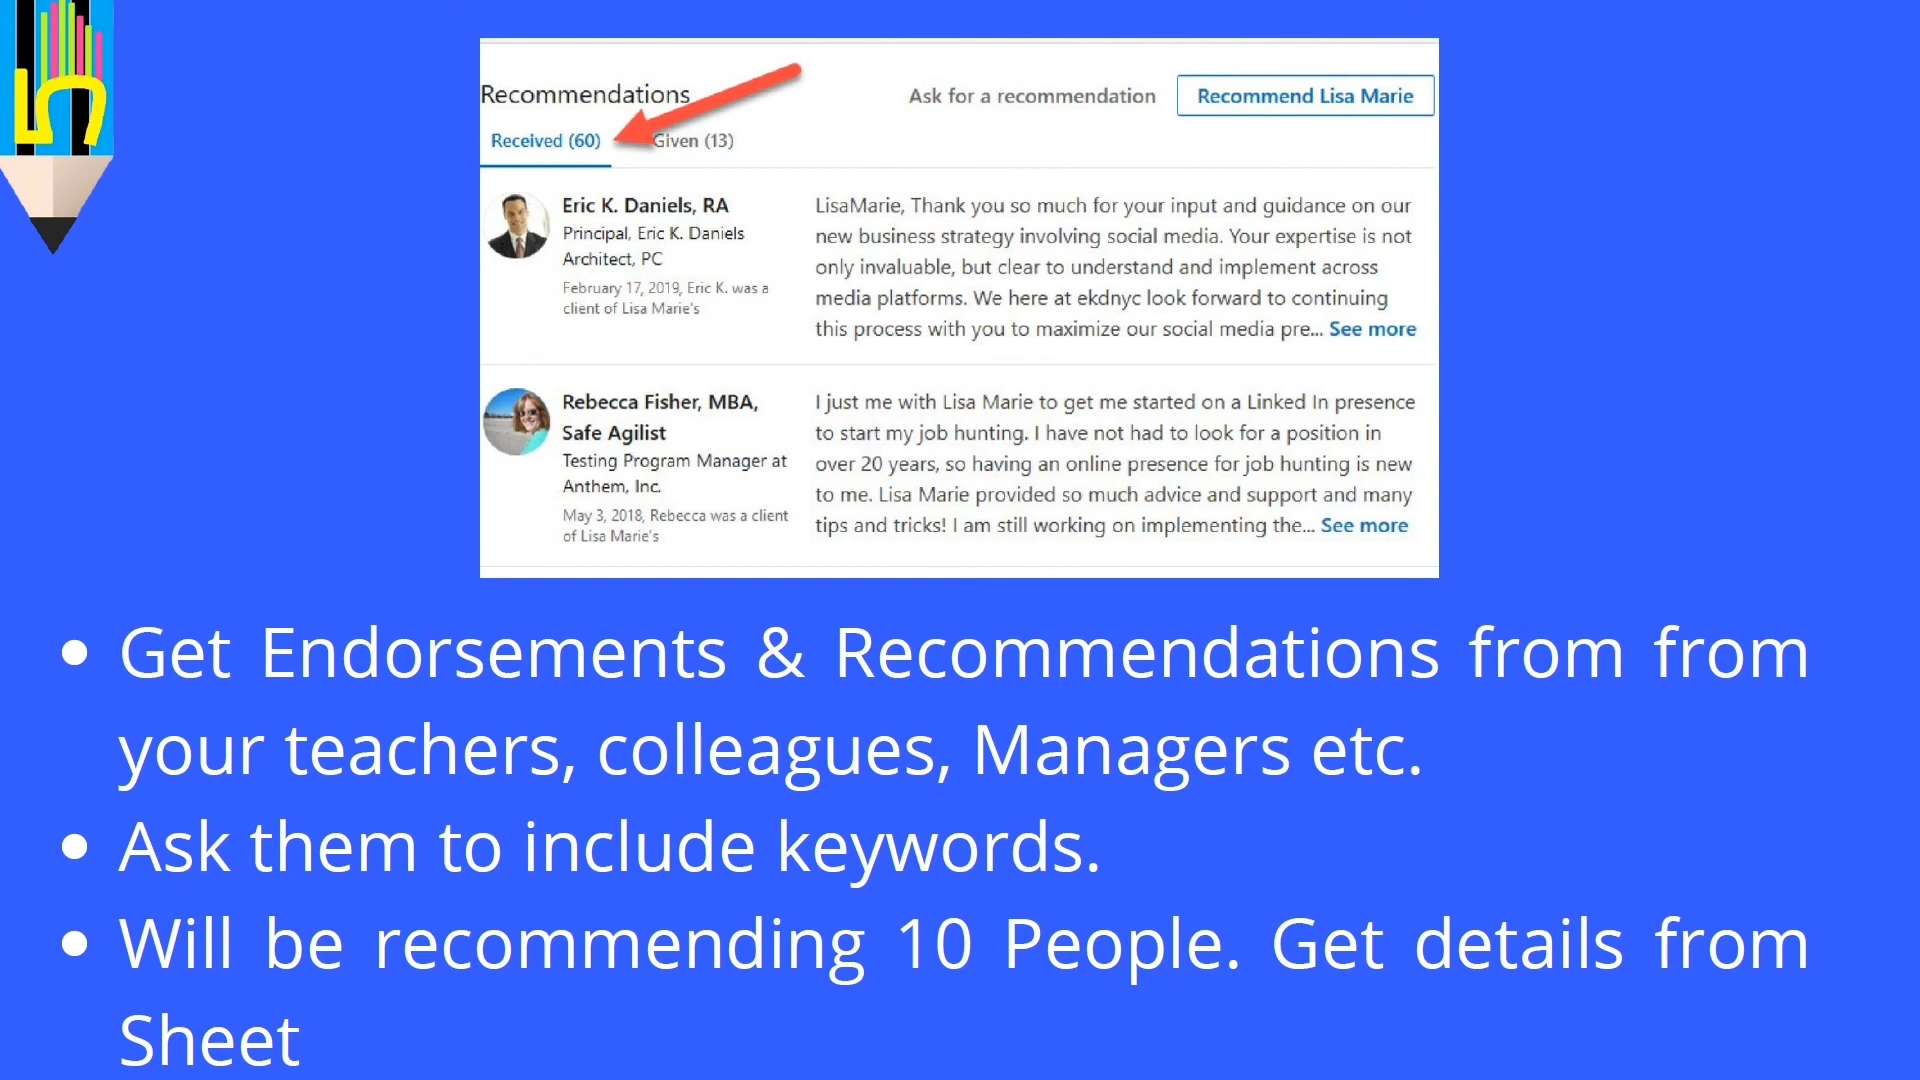 5
Recommendations
Ask for a recommendation
Recommend Lisa Marie
Received (60)
Given (13)
Eric K. Daniels, RA
Principal, Eric K. Daniels
Architect, PC
February 17, 2019, Eric K. was a
client of Lisa Marie's
LisaMarie, Thank you so much for your input and guidance on our
new business strategy involving social media. Your expertise is not
only invaluable, but clear to understand and implement across
media platforms. We here at ekdnyc look forward to continuing
this process with you to maximize our social media pre... See more
Rebecca Fisher, MBA,
Safe Agilist
Testing Program Manager at
Anthem, Inc.
May 3, 2018, Rebecca was a client
of Lisa Marie's
I just me with Lisa Marie to get me started on a Linked In presence
to start my job hunting. I have not had to look for a position in
over 20 years, so having an online presence for job hunting is new
to me. Lisa Marie provided so much advice and support and many
tips and tricks! I am still working on implementing the... See more
• Get Endorsements & Recommendations from from
your teachers, colleagues, Managers etc.
• Ask them to include keywords.
• Will be recommending 10 People. Get details from
Sheet